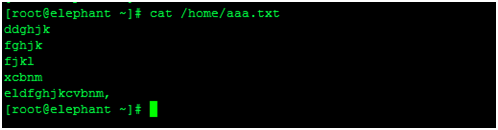 [root@elephant ~]# cat /home/aaa.txt
ddghjk
fghjk
fjkl
xcbnm
eldfghjkcvbnm,
[root@elephant ~]#